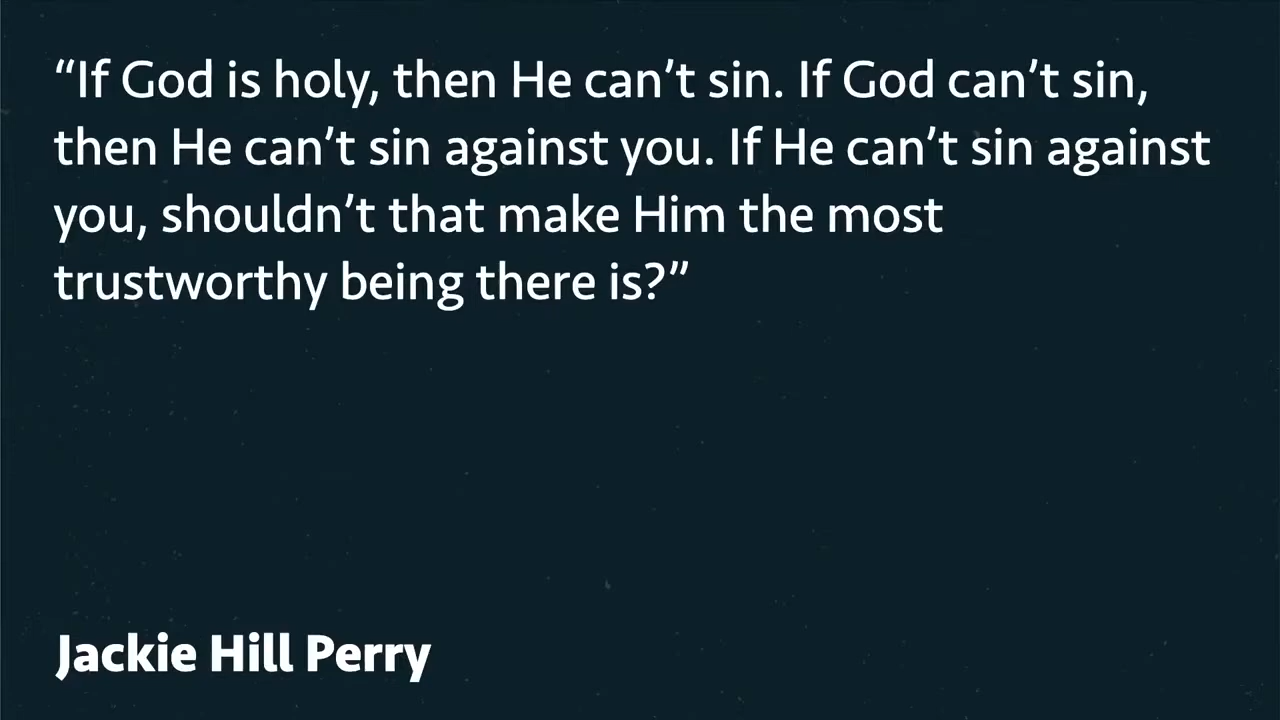 “If God is holy, then He can’t sin. If God can’t sin,
then He can’t sin against you. If He can’t sin against
you, shouldn’t that make Him the most
trustworthy being there is?”
Jackie Hill Perry